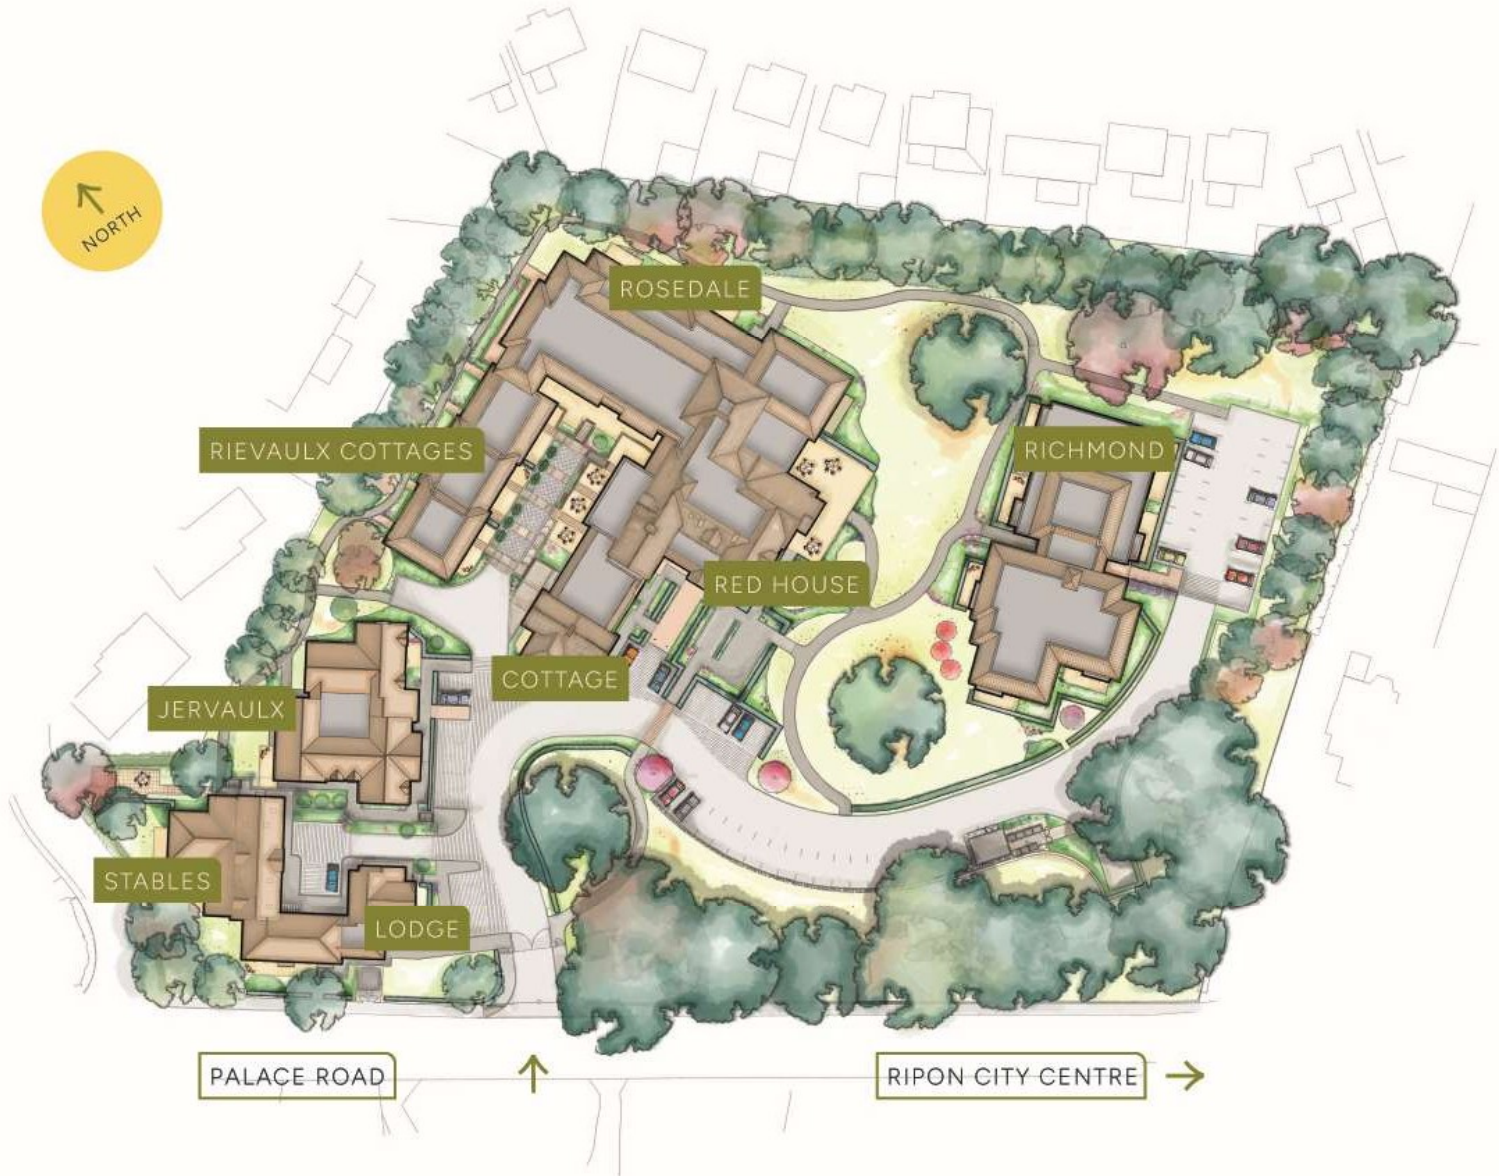 NORTH
ROSEDALE
RIEVAULX COTTAGES
RICHMOND
RED HOUSE
COTTAGE
JERVAULX
STABLES
LODGE
PALACE ROAD
RIPON CITY CENTRE